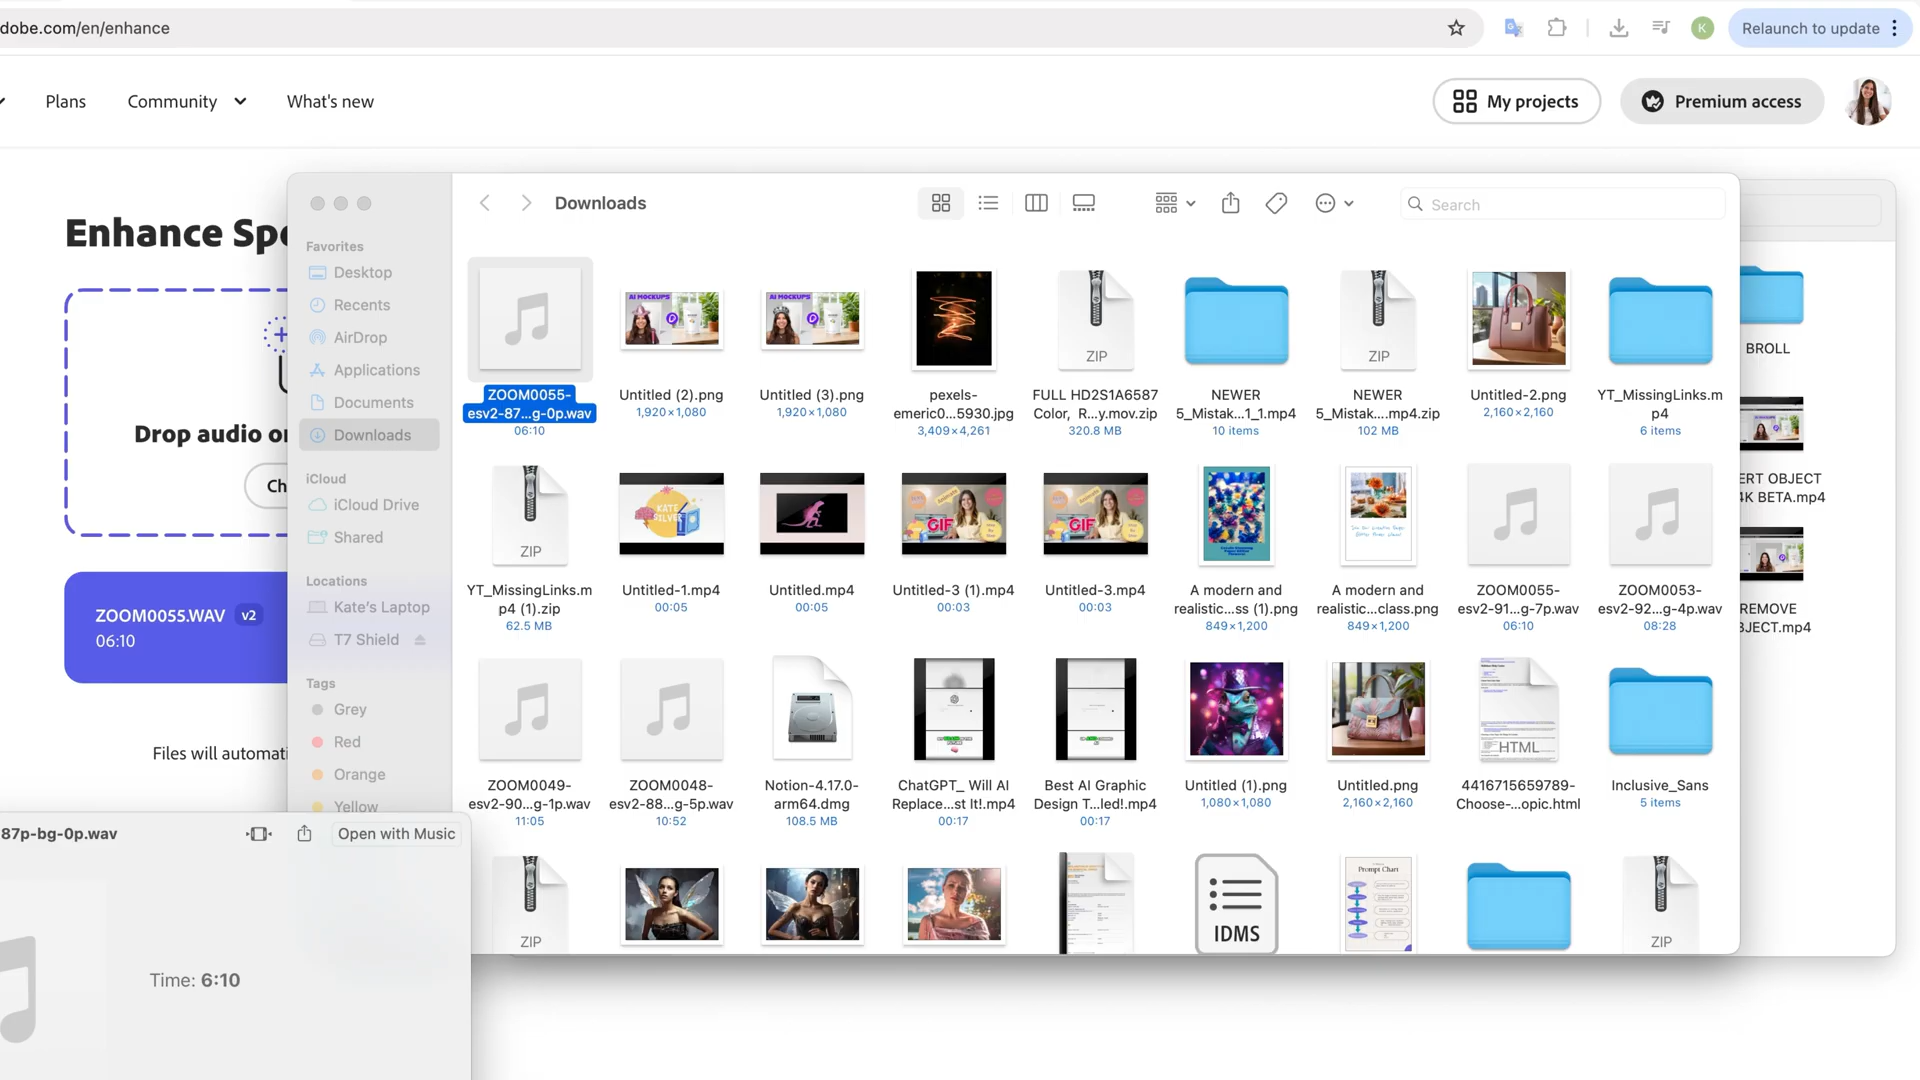 dobe.com/en/enhance
K
Relaunch to update
Plans
Community
What's new
My projects
Premium access
Enhance Spe
Drop audio or
Ch
ZOOM0055.WAV v2
06:10
Files will automati
Downloads
Search
Favorites
Desktop
Recents
AirDrop
Applications
Documents
Downloads
iCloud
iCloud Drive
Shared
Locations
Kate's Laptop
T7 Shield
Tags
Grey
Red
Orange
Yellow
ZOOM0055-
esv2-87...g-0p.wav
06:10
AI MOCKUPS
Untitled (2).png
1,920×1,080
AI MOCKUPS
Untitled (3).png
1,920×1,080
pexels-
emeric0...5930.jpg
3,409×4,261
ZIP
FULL HD2S1A6587
Color, R...y.mov.zip
320.8 MB
NEWER
5_Mistak...1_1.mp4
10 items
ZIP
NEWER
5_Mistak....mp4.zip
102 MB
Untitled-2.png
2,160×2,160
YT_MissingLinks.m
p4
6 items
ZIP
YT_MissingLinks.m
p4 (1).zip
62.5 MB
KATE
SILVER
Untitled-1.mp4
00:05
Untitled.mp4
00:05
GIF
Untitled-3 (1).mp4
00:03
GIF
Untitled-3.mp4
00:03
A modern and
realistic...ss (1).png
849×1,200
A modern and
realistic...class.png
849×1,200
ZOOM0055-
esv2-91...g-7p.wav
06:10
ZOOM0053-
esv2-92...g-4p.wav
08:28
ZOOM0049-
esv2-90...g-1p.wav
11:05
ZOOM0048-
esv2-88...g-5p.wav
10:52
Notion-4.17.0-
arm64.dmg
108.5 MB
ChatGPT_ Will AI
Replace...st It!.mp4
00:17
Best AI Graphic
Design T...led!.mp4
00:17
Untitled (1).png
1,080×1,080
Untitled.png
2,160×2,160
HTML
4416715659789-
Choose-...opic.html
Inclusive_Sans
5 items
ZIP
IDMS
Prompt Chart
ZIP
BROLL
ERT OBJECT
4K BETA.mp4
REMOVE
BJECT.mp4
87p-bg-0p.wav
Open with Music
Time: 6:10